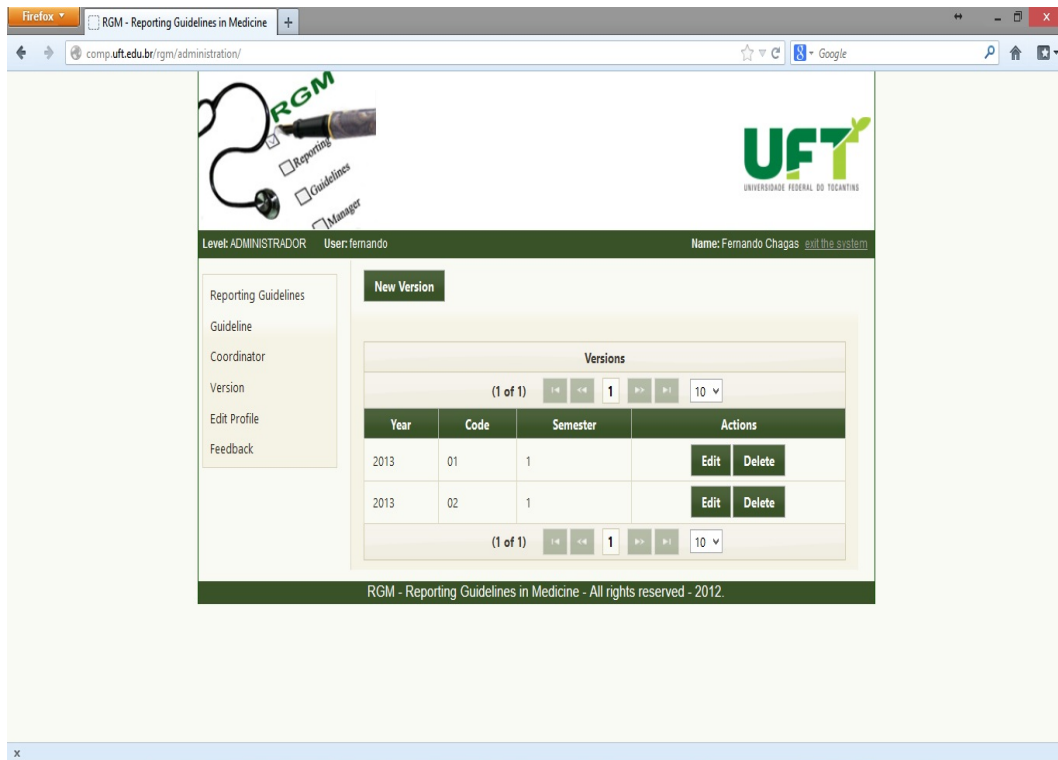 Firefox
RGM - Reporting Guidelines in Medicine
comp.uft.edu.br/rgm/administration/
Google
RGM
Reporting
Guidelines
Manager
UFT
UNIVERSIDADE FEDERAL DO TOCANTINS
Level: ADMINISTRADOR User: fernando Name: Fernando Chagas exit the system
Reporting Guidelines
Guideline
Coordinator
Version
Edit Profile
Feedback
New Version
Versions
(1 of 1) 1 10
Year Code Semester Actions
2013 01 1 Edit Delete
2013 02 1 Edit Delete
(1 of 1) 1 10
RGM - Reporting Guidelines in Medicine - All rights reserved - 2012.